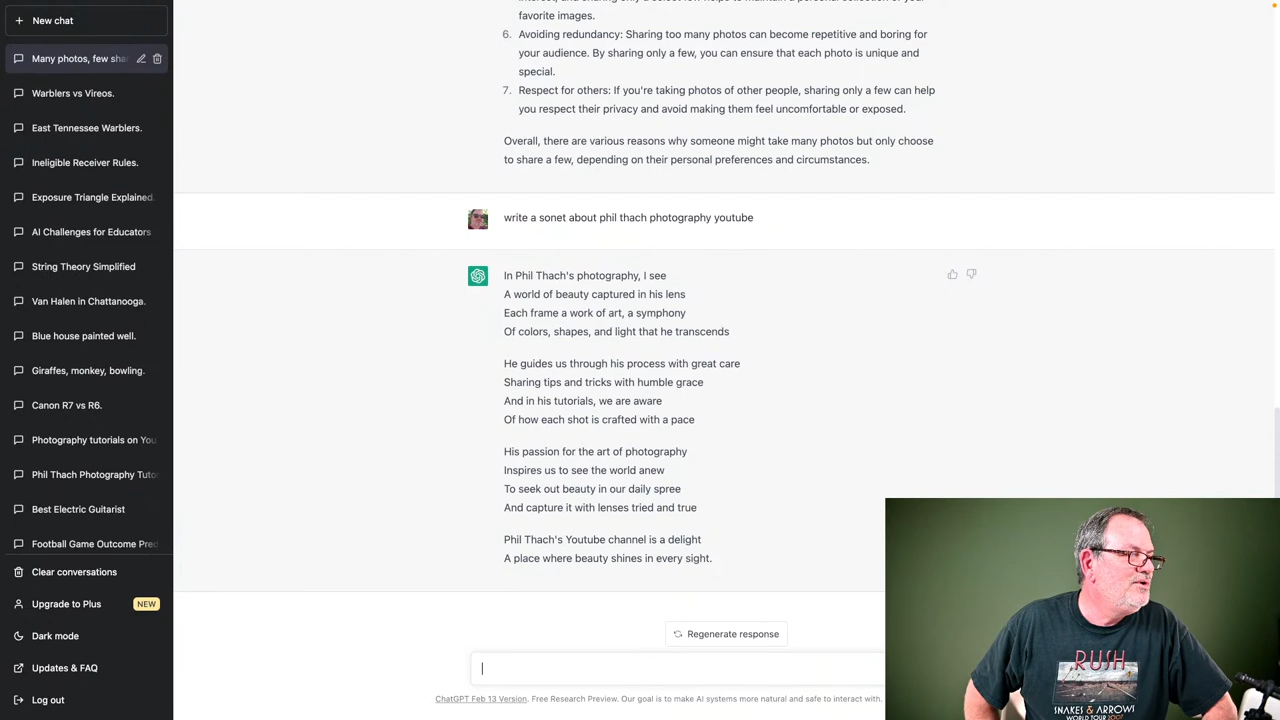 New chat
Many photos, few sha
Warblers vs Vireos.
East Tennessee Warblers.
Ineligible Receiver Rules.
Exposure Triangle Explained.
AI Challenges for Educators
String Theory Simplified
Van Halen in Chattanooga.
Blue house painted well.
Giraffes, monkey, bowling.
Canon R7 vs R6.
Photography tutorials on You
Phil Thach Photography Tuto
Best Electric Guitarist
Football Game Outcome Pred
Clear conversations
Upgrade to Plus NEW
Dark mode
Updates & FAQ
Log out
favorite images.
6. Avoiding redundancy: Sharing too many photos can become repetitive and boring for
your audience. By sharing only a few, you can ensure that each photo is unique and
special.
7. Respect for others: If you're taking photos of other people, sharing only a few can help
you respect their privacy and avoid making them feel uncomfortable or exposed.
Overall, there are various reasons why someone might take many photos but only choose
to share a few, depending on their personal preferences and circumstances.
write a sonet about phil thach photography youtube
In Phil Thach's photography, I see
A world of beauty captured in his lens
Each frame a work of art, a symphony
Of colors, shapes, and light that he transcends
He guides us through his process with great care
Sharing tips and tricks with humble grace
And in his tutorials, we are aware
Of how each shot is crafted with a pace
His passion for the art of photography
Inspires us to see the world anew
To seek out beauty in our daily spree
And capture it with lenses tried and true
Phil Thach's Youtube channel is a delight
A place where beauty shines in every sight.
Regenerate response
ChatGPT Feb 13 Version. Free Research Preview. Our goal is to make AI systems more natural and safe to interact with.
RUSH
SNAKES & ARROWS
WORLD TOUR 2007